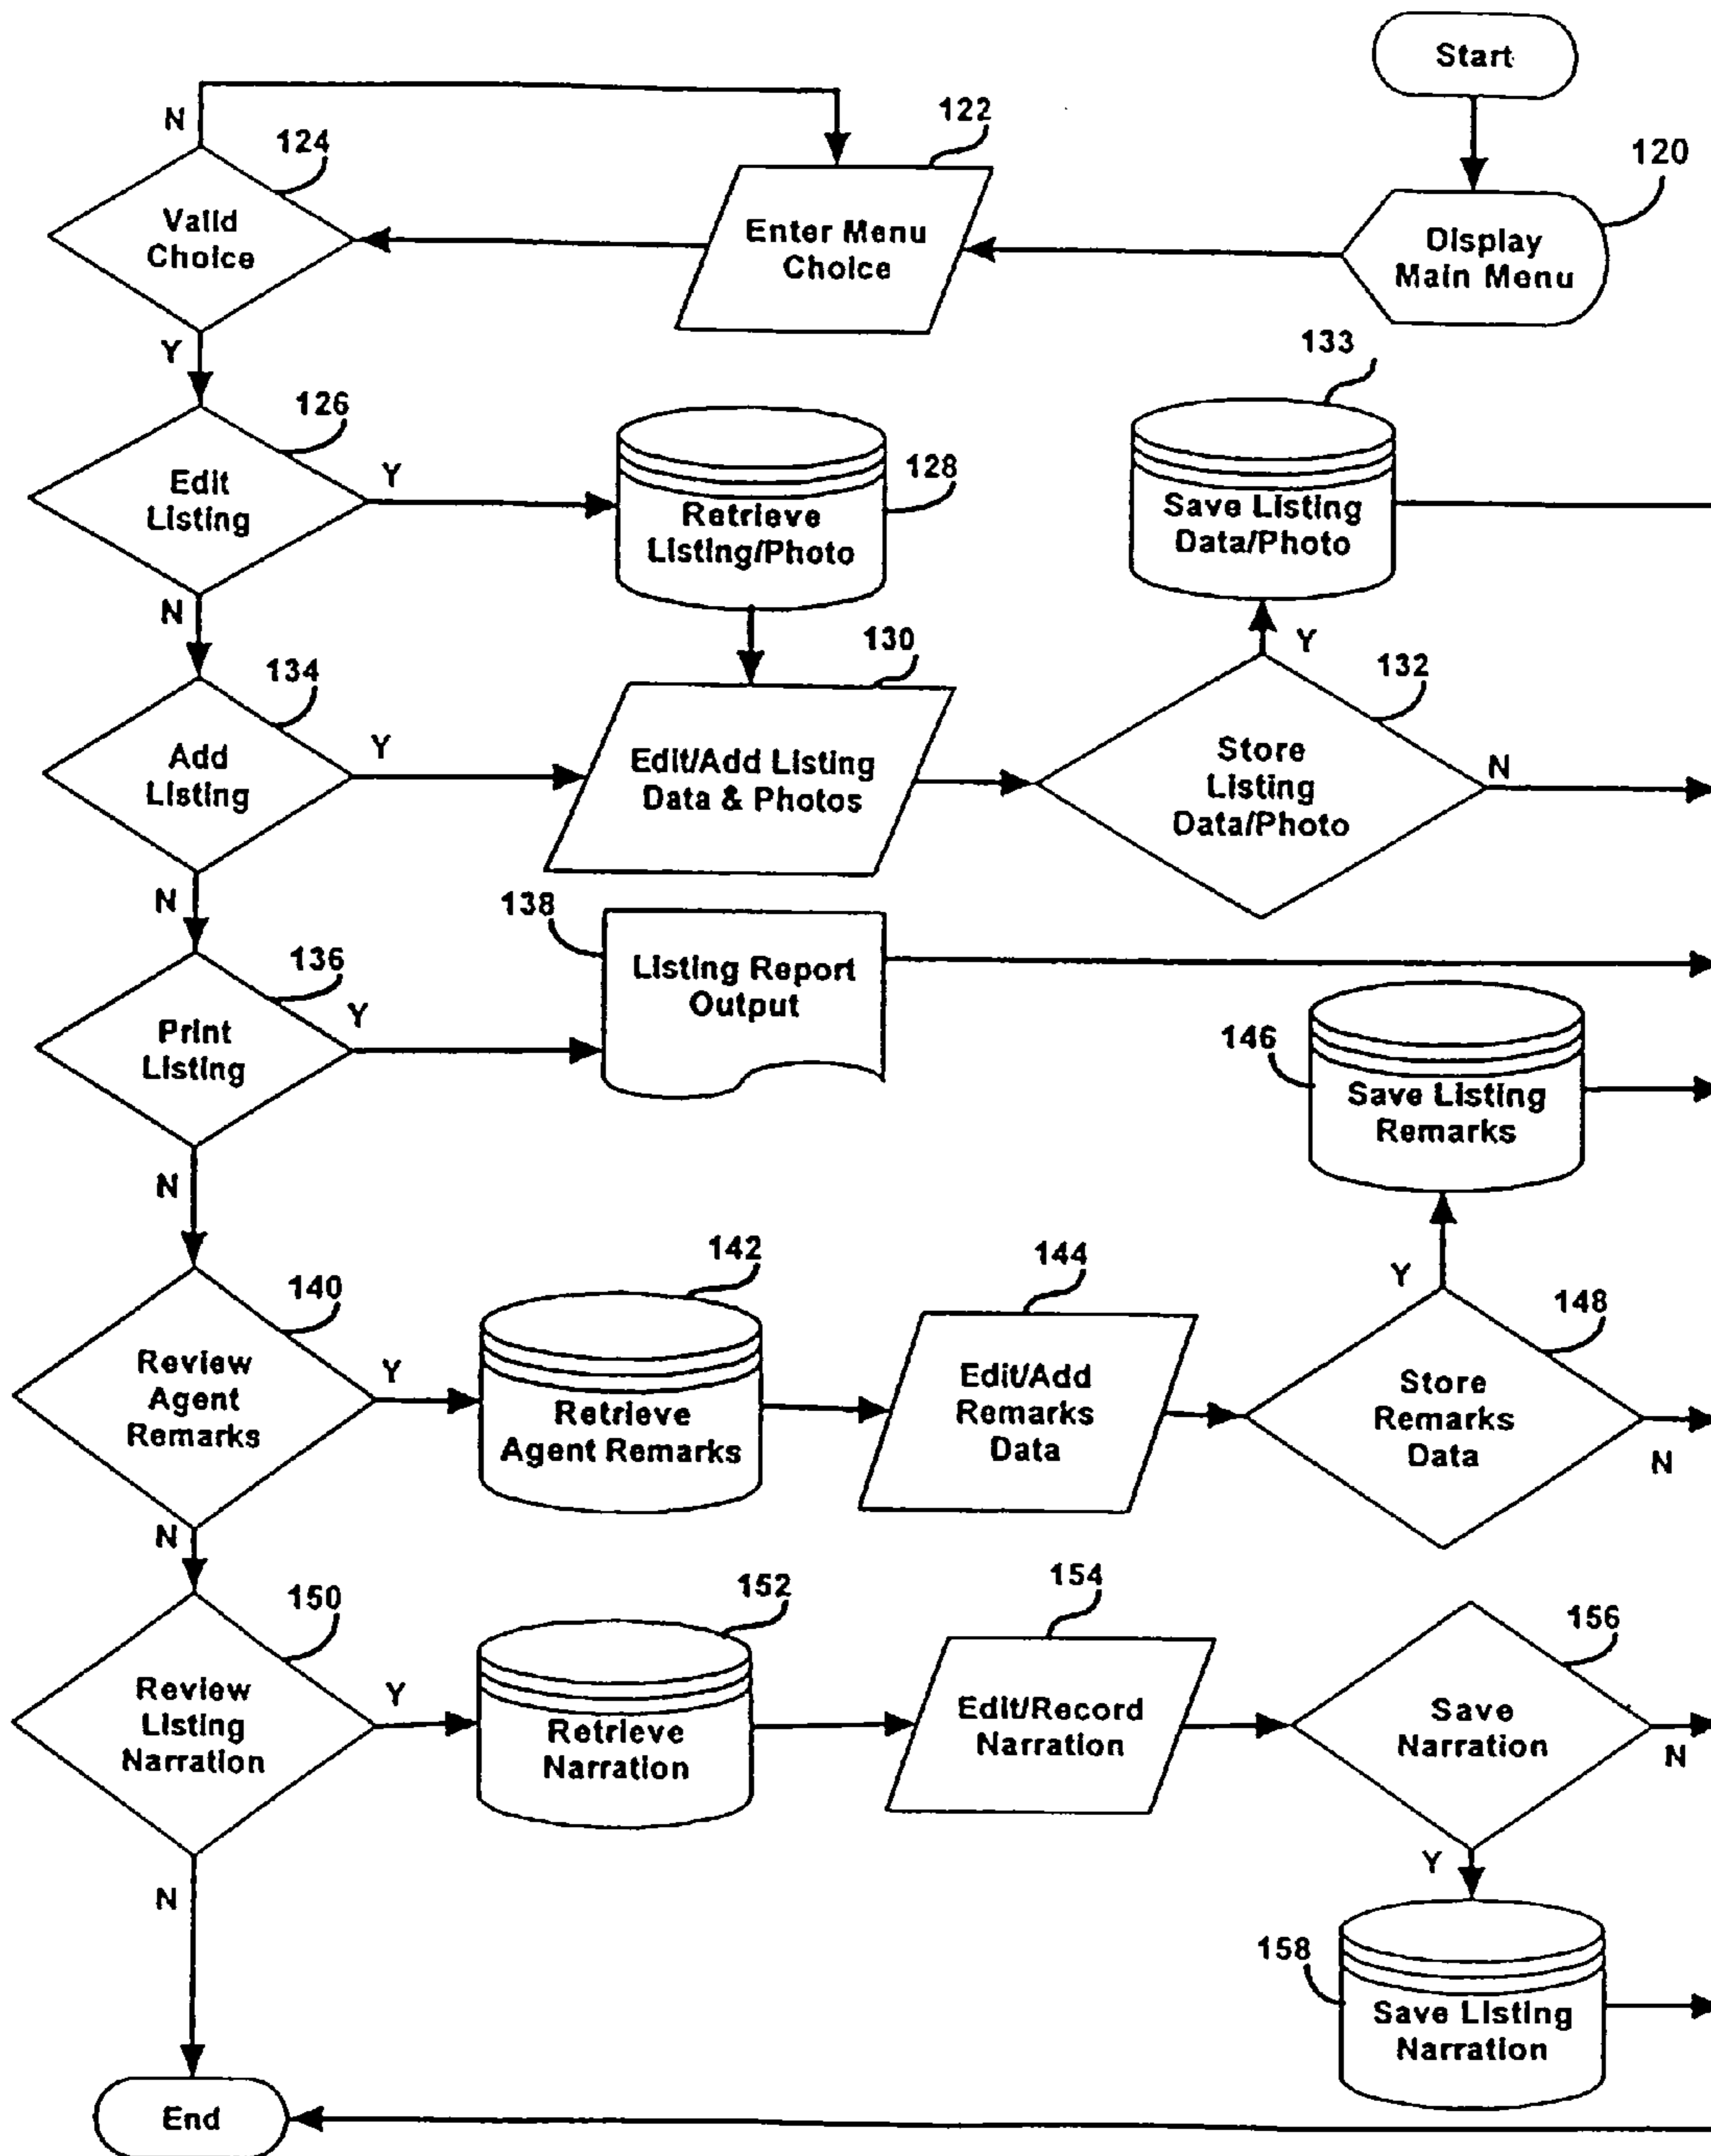 Start
N
124
122
120
Valid
Choice
Enter Menu
Choice
Display
Main Menu
Y
133
126
Edit
Listing
Y
128
Retrieve
Listing/Photo
Save Listing
Data/Photo
N
134
130
Y
132
Add
Listing
Y
Edit/Add Listing
Data & Photos
Store
Listing
Data/Photo
N
N
138
136
Listing Report
Output
Print
Listing
Y
146
Save Listing
Remarks
N
142
144
Y
140
148
Review
Agent
Remarks
Y
Retrieve
Agent Remarks
Edit/Add
Remarks
Data
Store
Remarks
Data
N
N
150
152
154
156
Review
Listing
Narration
Y
Retrieve
Narration
Edit/Record
Narration
Save
Narration
N
Y
N
158
Save Listing
Narration
End